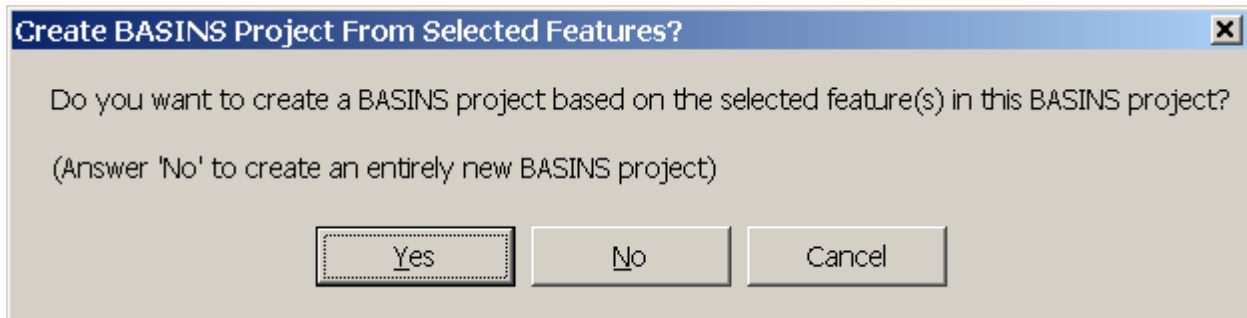 Create BASINS Project From Selected Features?
Do you want to create a BASINS project based on the selected feature(s) in this BASINS project?
(Answer 'No' to create an entirely new BASINS project)
Yes No Cancel